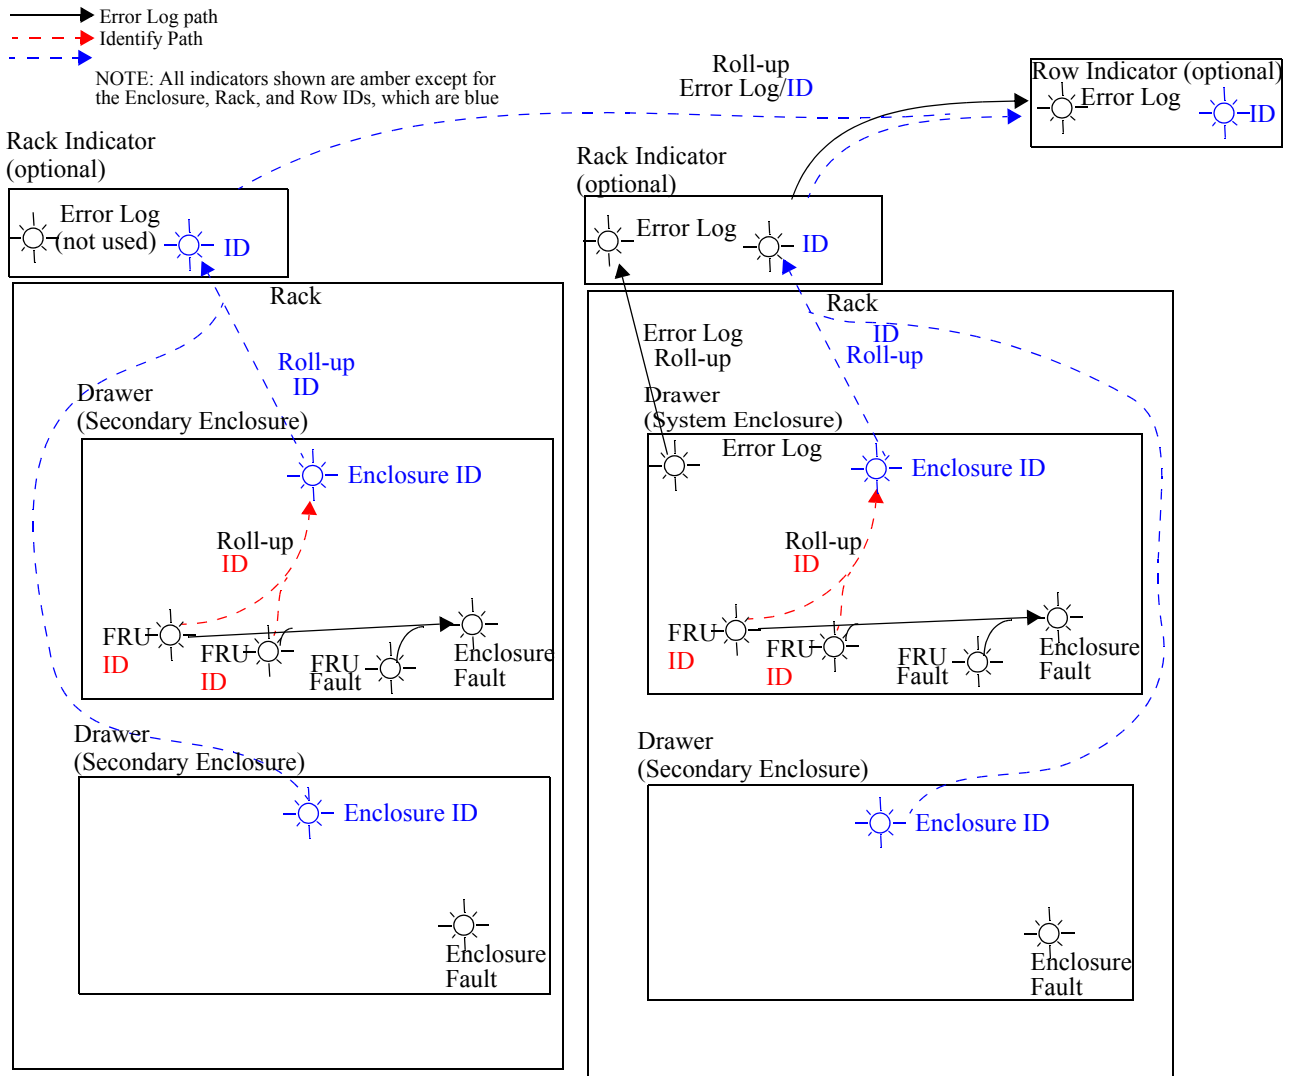 Error Log path
Identify Path
NOTE: All indicators shown are amber except for
the Enclosure, Rack, and Row IDs, which are blue
Roll-up
Error Log/ID
Row Indicator (optional)
Error Log
ID
Rack Indicator
(optional)
Error Log
(not used)
ID
Rack
Roll-up
ID
Drawer
(Secondary Enclosure)
Enclosure ID
Roll-up
ID
FRU
ID
FRU
ID
FRU
Fault
Enclosure
Fault
Drawer
(Secondary Enclosure)
Enclosure ID
Enclosure
Fault
Rack Indicator
(optional)
Error Log
ID
Rack
Error Log
Roll-up
ID
Roll-up
Drawer
(System Enclosure)
Error Log
Enclosure ID
Roll-up
ID
FRU
ID
FRU
ID
FRU
Fault
Enclosure
Fault
Drawer
(Secondary Enclosure)
Enclosure ID
Enclosure
Fault